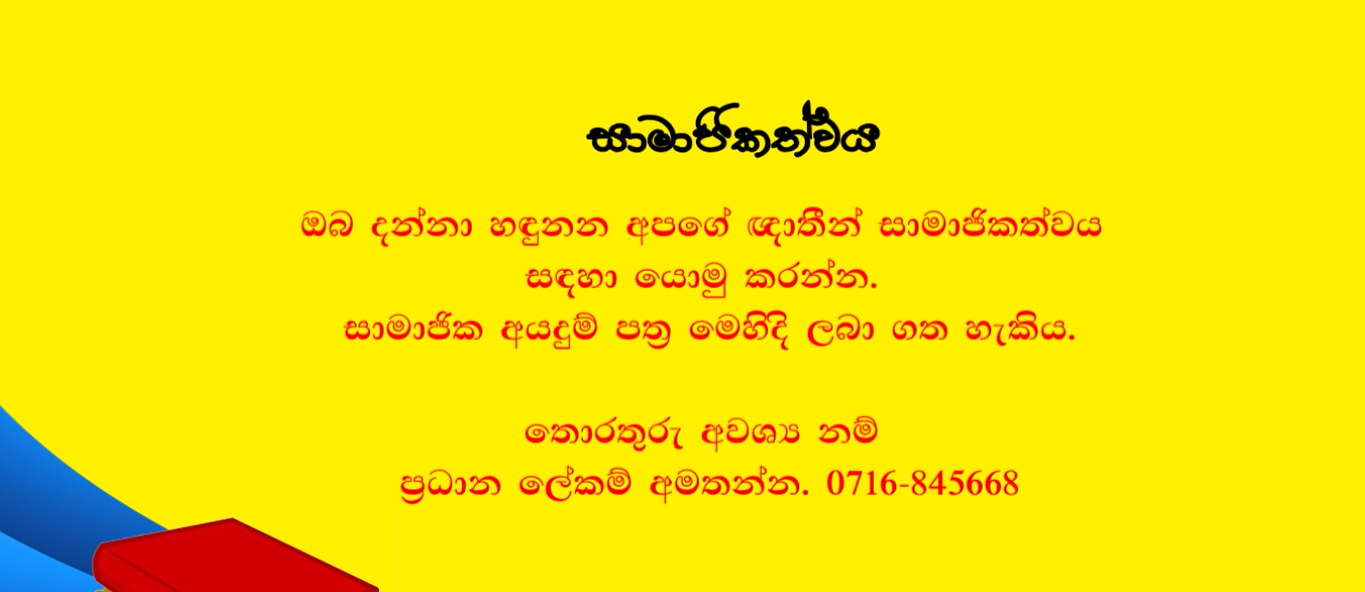 සාමාජිකත්වය
ඔබ දන්නා හඳුනන අපගේ ඥාතීන් සාමාජිකත්වය
සඳහා යොමු කරන්න.
සාමාජික අයදුම් පත්‍ර මෙහිදි ලබා ගත හැකිය.
තොරතුරු අවශ්‍ය නම්
ප්‍රධාන ලේකම් අමතන්න. 0716-845668